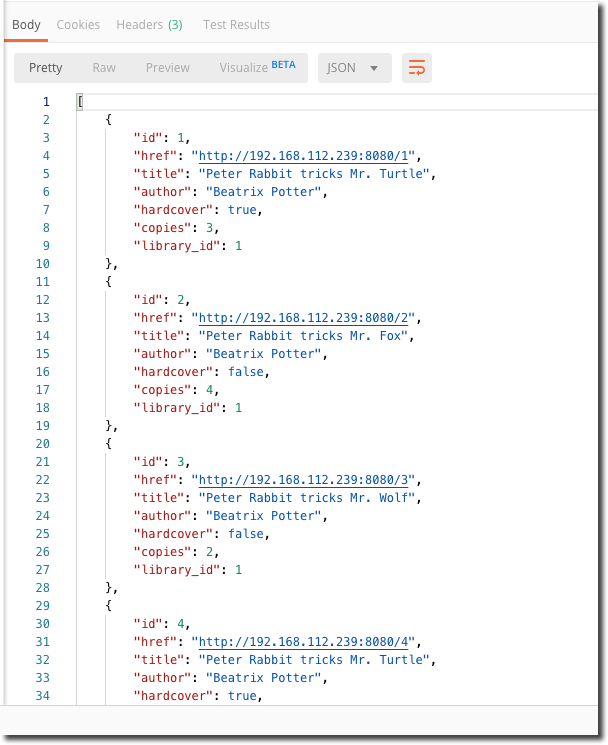 Body Cookies Headers (3) Test Results
Pretty Raw Preview Visualize BETA JSON
1 [
2 {
3 "id": 1,
4 "href": "http://192.168.112.239:8080/1",
5 "title": "Peter Rabbit tricks Mr. Turtle",
6 "author": "Beatrix Potter",
7 "hardcover": true,
8 "copies": 3,
9 "library_id": 1
10 },
11 {
12 "id": 2,
13 "href": "http://192.168.112.239:8080/2",
14 "title": "Peter Rabbit tricks Mr. Fox",
15 "author": "Beatrix Potter",
16 "hardcover": false,
17 "copies": 4,
18 "library_id": 1
19 },
20 {
21 "id": 3,
22 "href": "http://192.168.112.239:8080/3",
23 "title": "Peter Rabbit tricks Mr. Wolf",
24 "author": "Beatrix Potter",
25 "hardcover": false,
26 "copies": 2,
27 "library_id": 1
28 },
29 {
30 "id": 4,
31 "href": "http://192.168.112.239:8080/4",
32 "title": "Peter Rabbit tricks Mr. Turtle",
33 "author": "Beatrix Potter",
34 "hardcover": true,